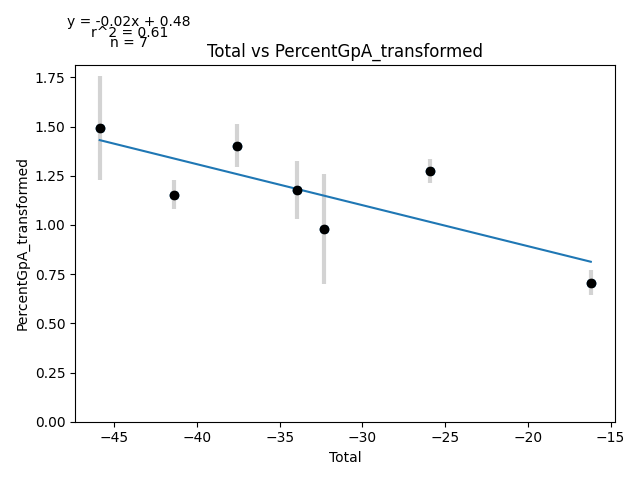 y = -0.02x + 0.48
r^2 = 0.61
n = 7
Total vs PercentGpA_transformed
PercentGpA_transformed
1.75
1.50
1.25
1.00
0.75
0.50
0.25
0.00
−45
−40
−35
−30
−25
−20
−15
Total